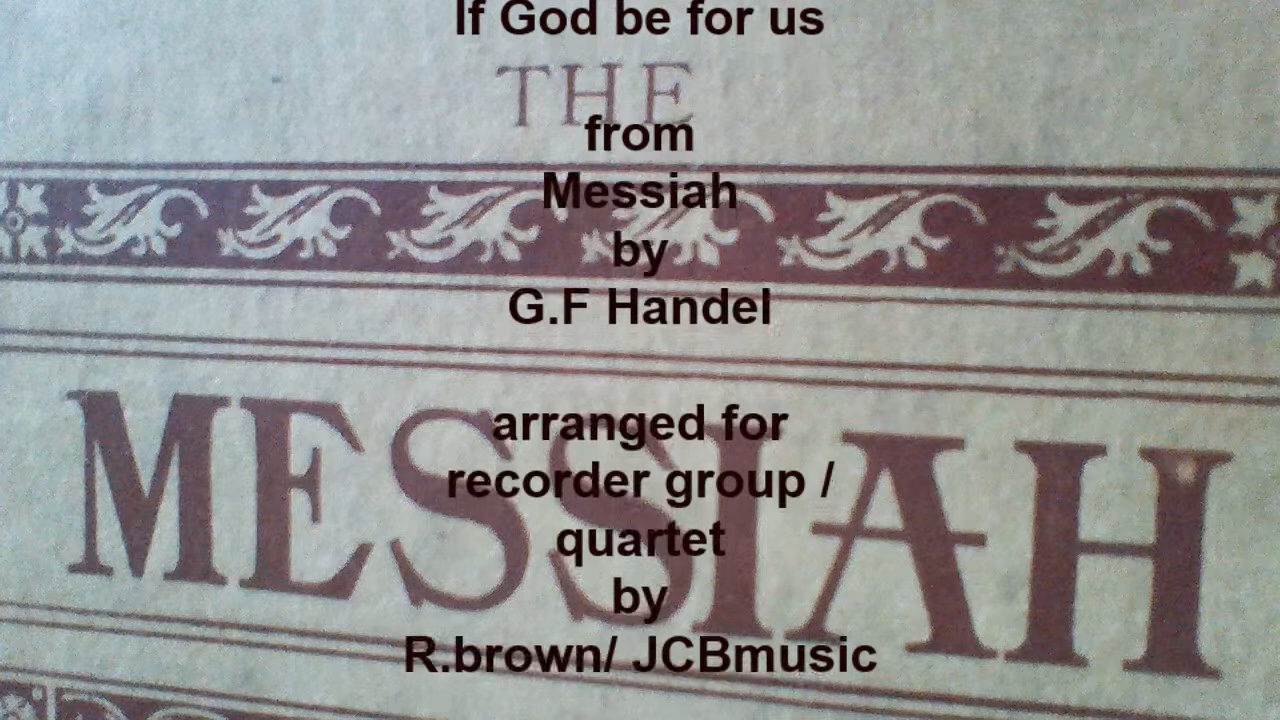 If God be for us
THE
from
Messiah
by
G.F Handel
MESSIAH
arranged for
recorder group /
quartet
by
R.brown/ JCBmusic